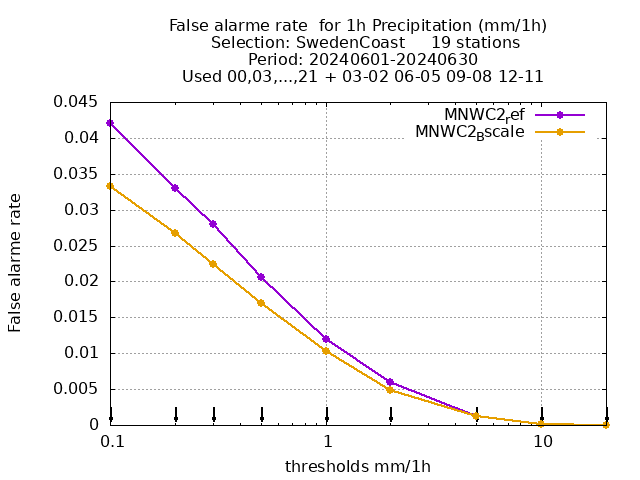 False alarme rate  for 1h Precipitation (mm/1h)
Selection: SwedenCoast     19 stations
Period: 20240601-20240630
Used 00,03,...,21 + 03-02 06-05 09-08 12-11
MNWC2ref
MNWC2Bscale
0.045
0.04
0.035
0.03
0.025
0.02
0.015
0.01
0.005
0
False alarme rate
0.1 1 10
thresholds mm/1h